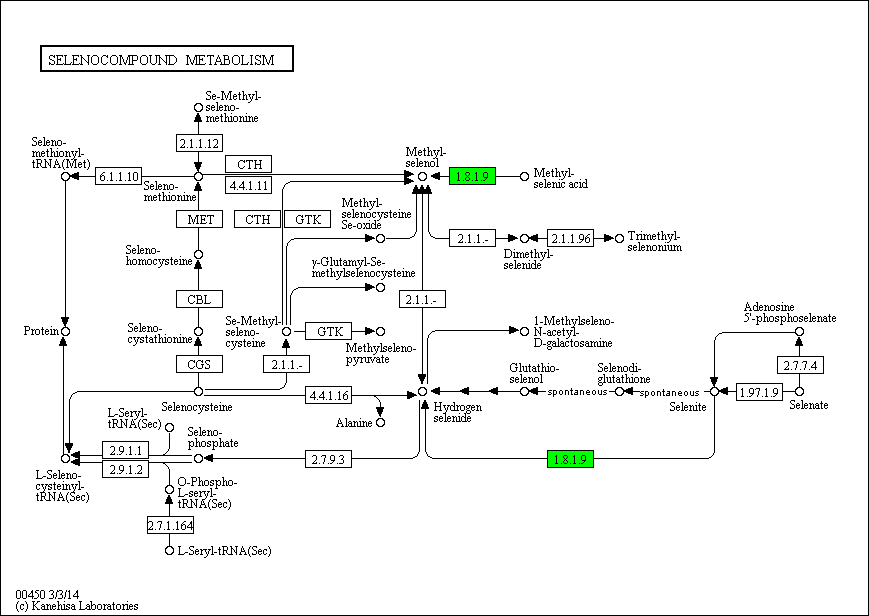 SELENOCOMPOUND METABOLISM
Se-Methyl-
seleno-
methionine
Seleno-
methionyl-
tRNA(Met)
2.1.1.12
6.1.1.10
CTH
4.4.1.11
Seleno-
methionine
Methyl-
selenol
1.8.1.9
Methyl-
selenic acid
MET
CTH
GTK
Methyl-
selenocysteine
Se-oxide
2.1.1.-
Dimethyl-
selenide
2.1.1.96
Trimethyl-
selenonium
Seleno-
homocysteine
γ-Glutamyl-Se-
methylselenocysteine
CBL
2.1.1.-
Protein
Seleno-
cystathionine
Se-Methyl-
seleno-
cysteine
GTK
Methylseleno-
pyruvate
1-Methylseleno-
N-acetyl-
D-galactosamine
Adenosine
5'-phosphoselenate
CGS
2.1.1.-
Glutathio-
selenol
spontaneous
Selenodi-
glutathione
spontaneous
2.7.7.4
Selenocysteine
4.4.1.16
Alanine
Hydrogen
selenide
Selenite
1.97.1.9
Selenate
L-Seryl-
tRNA(Sec)
Seleno-
phosphate
2.9.1.1
2.9.1.2
2.7.9.3
1.8.1.9
L-Seleno-
cysteinyl-
tRNA(Sec)
O-Phospho-
L-seryl-
tRNA(Sec)
2.7.1.164
L-Seryl-tRNA(Sec)
00450 3/3/14
(c) Kanehisa Laboratories